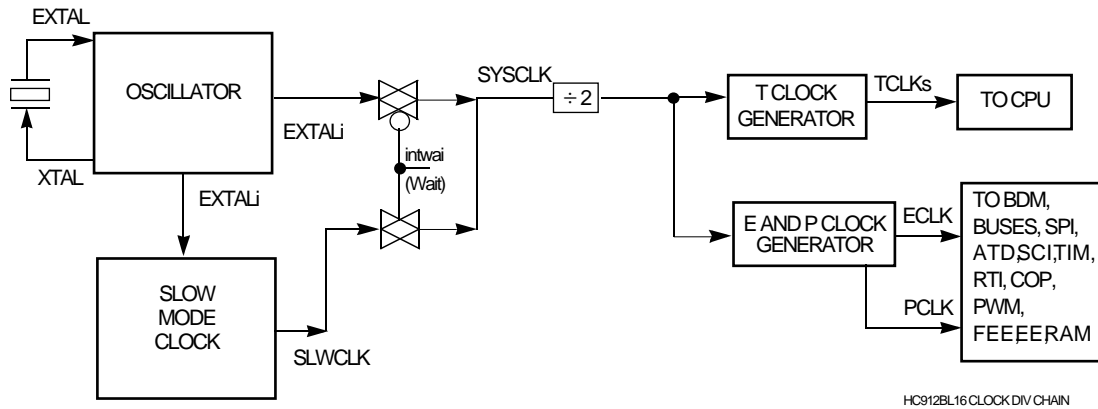 EXTAL
OSCILLATOR
XTAL
EXTALi
EXTALi
SLOW
MODE
CLOCK
SLWCLK
intwai
(Wait)
SYSCLK
÷ 2
T CLOCK
GENERATOR
TCLKs
TO CPU
E AND P CLOCK
GENERATOR
ECLK
PCLK
TO BDM,
BUSES, SPI,
ATD,SCI,TIM,
RTI, COP,
PWM,
FEE,EE,RAM
HC912BL16 CLOCK DIV CHAIN